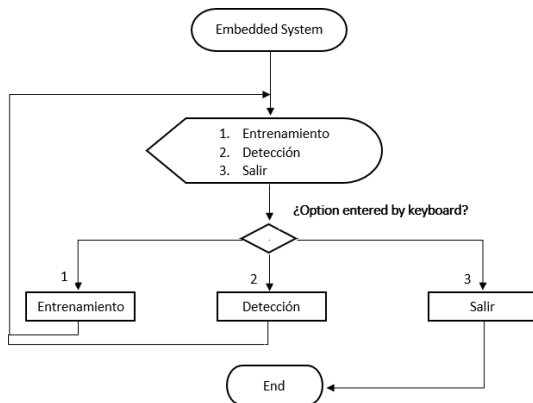 Embedded System
1. Entrenamiento
2. Detección
3. Salir
¿Option entered by keyboard?
1
2
3
Entrenamiento
Detección
Salir
End